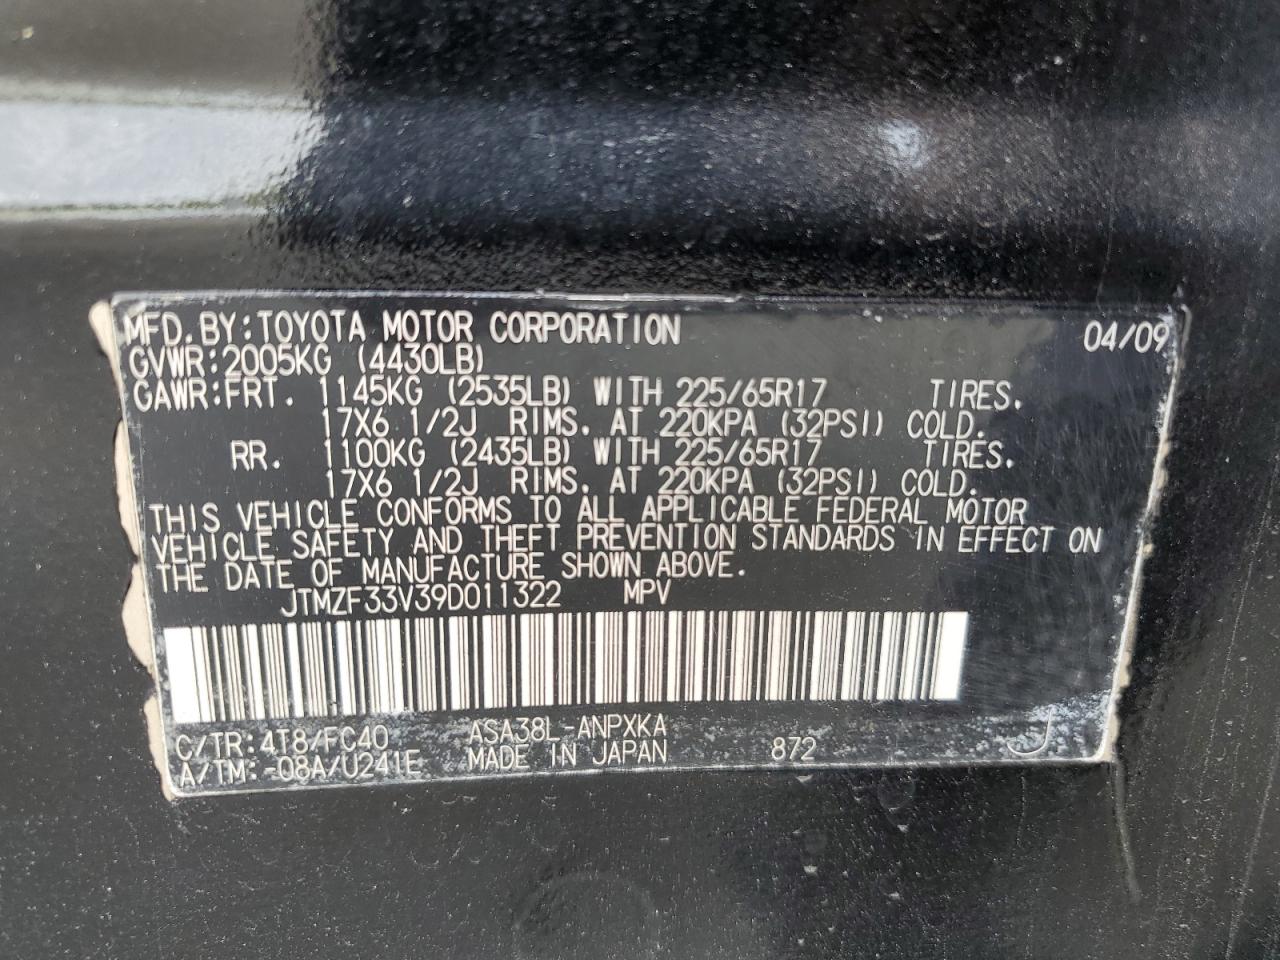 MFD.BY:TOYOTA MOTOR CORPORATION 04/09
GVWR:2005KG (4430LB)
GAWR:FRT. 1145KG (2535LB) WITH 225/65R17 TIRES.
17X6 1/2J RIMS. AT 220KPA (32PSI) COLD.
RR. 1100KG (2435LB) WITH 225/65R17 TIRES.
17X6 1/2J RIMS. AT 220KPA (32PSI) COLD.
THIS VEHICLE CONFORMS TO ALL APPLICABLE FEDERAL MOTOR
VEHICLE SAFETY AND THEFT PREVENTION STANDARDS IN EFFECT ON
THE DATE OF MANUFACTURE SHOWN ABOVE.
JTMZF33V39D011322 MPV
C/TR:4T8/FC40 ASA38L-ANPXKA
A/TM:-08A/U241E MADE IN JAPAN 872 J